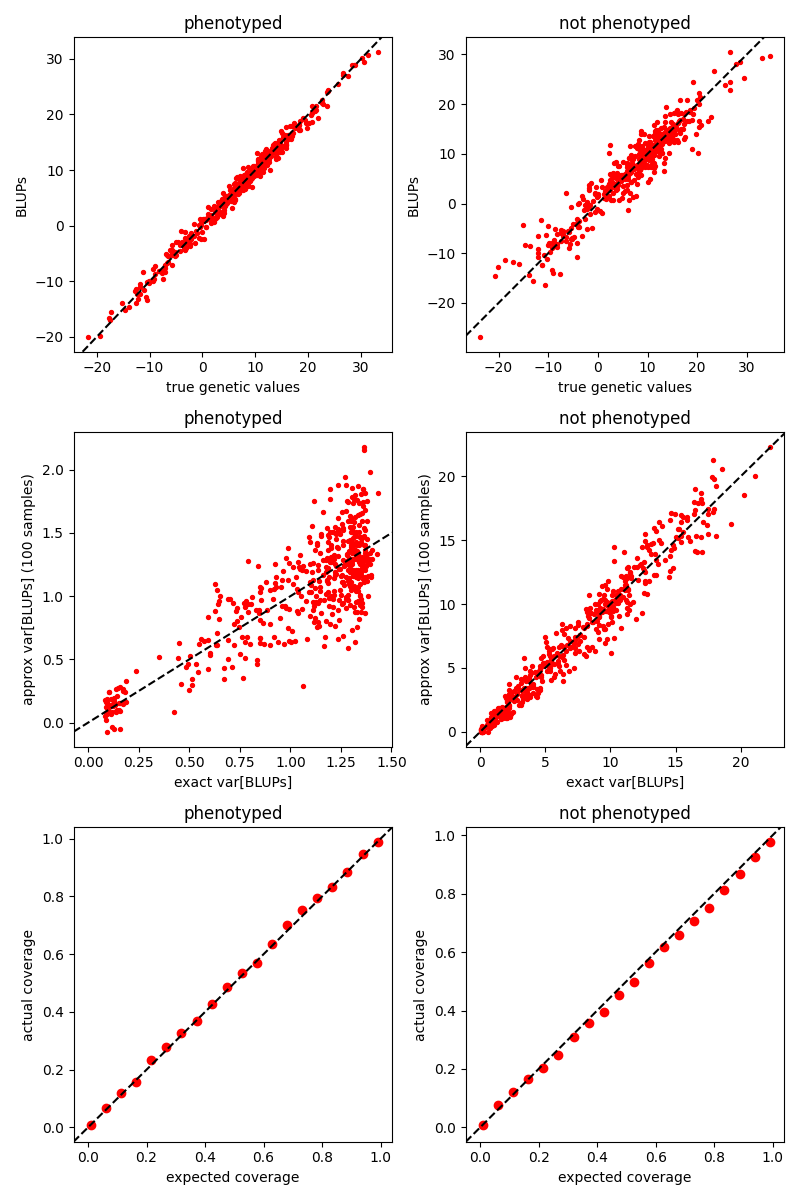 phenotyped
not phenotyped
30
20
10
0
−10
−20
BLUPs
−20 −10 0 10 20 30
true genetic values
30
20
10
0
−10
−20
BLUPs
−20 −10 0 10 20 30
true genetic values
phenotyped
not phenotyped
2.0
1.5
1.0
0.5
0.0
approx var[BLUPs] (100 samples)
0.00 0.25 0.50 0.75 1.00 1.25 1.50
exact var[BLUPs]
20
15
10
5
0
approx var[BLUPs] (100 samples)
0 5 10 15 20
exact var[BLUPs]
phenotyped
not phenotyped
1.0
0.8
0.6
0.4
0.2
0.0
actual coverage
0.0 0.2 0.4 0.6 0.8 1.0
expected coverage
1.0
0.8
0.6
0.4
0.2
0.0
actual coverage
0.0 0.2 0.4 0.6 0.8 1.0
expected coverage